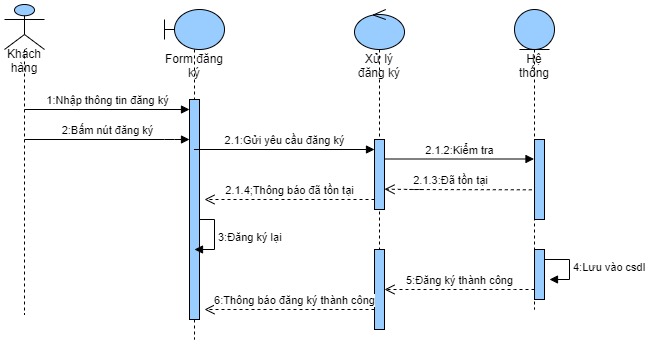 Khách
hàng
Form đăng
ký
Xử lý
đăng ký
Hệ
thống
1:Nhập thông tin đăng ký
2:Bấm nút đăng ký
2.1:Gửi yêu cầu đăng ký
2.1.2:Kiểm tra
2.1.3:Đã tồn tại
2.1.4;Thông báo đã tồn tại
3:Đăng ký lại
4:Lưu vào csdl
5:Đăng ký thành công
6:Thông báo đăng ký thành công